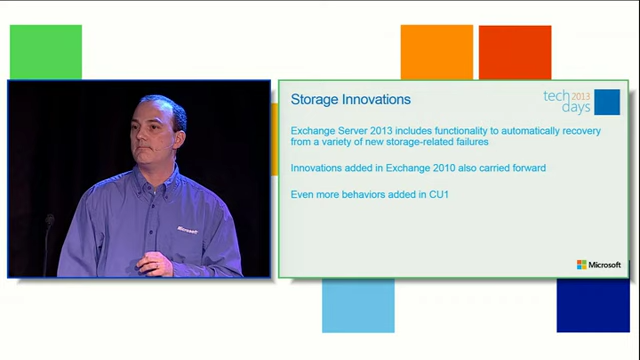 Storage Innovations
tech 2013
days
Exchange Server 2013 includes functionality to automatically recovery
from a variety of new storage-related failures
Innovations added in Exchange 2010 also carried forward
Even more behaviors added in CU1
Microsoft
Microsoft